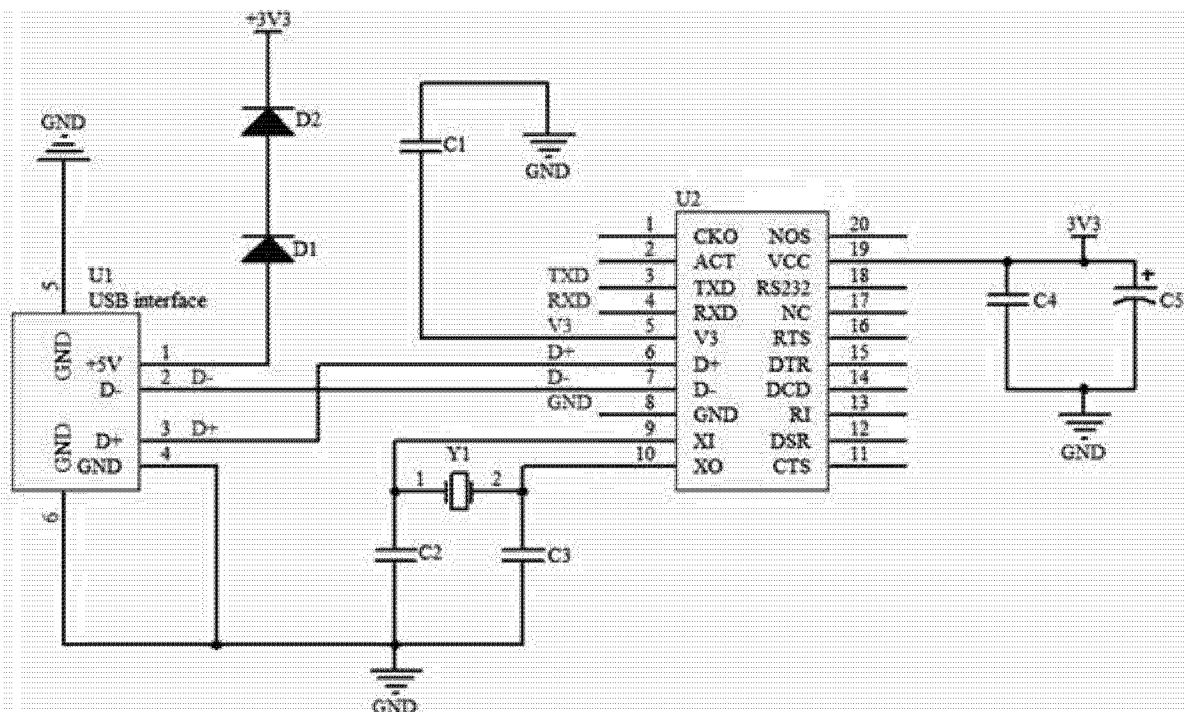 +3V3
D2
GND
C1
GND
U2
1 CKO NOS 20
2 ACT VCC 19
3V3
TXD 3 TXD RS232 18
RXD 4 RXD NC 17
V3 5 V3 RTS 16
D+ 6 D+ DTR 15
D- 7 D- DCD 14
GND 8 GND RI 13
9 XI DSR 12
10 XO CTS 11
+
C4
C5
GND
D1
U1
USB interface
5
GND
+5V 1
D- 2 D-
D+ 3 D+
GND
GND 4
6
Y1
1 2
C2
C3
GND